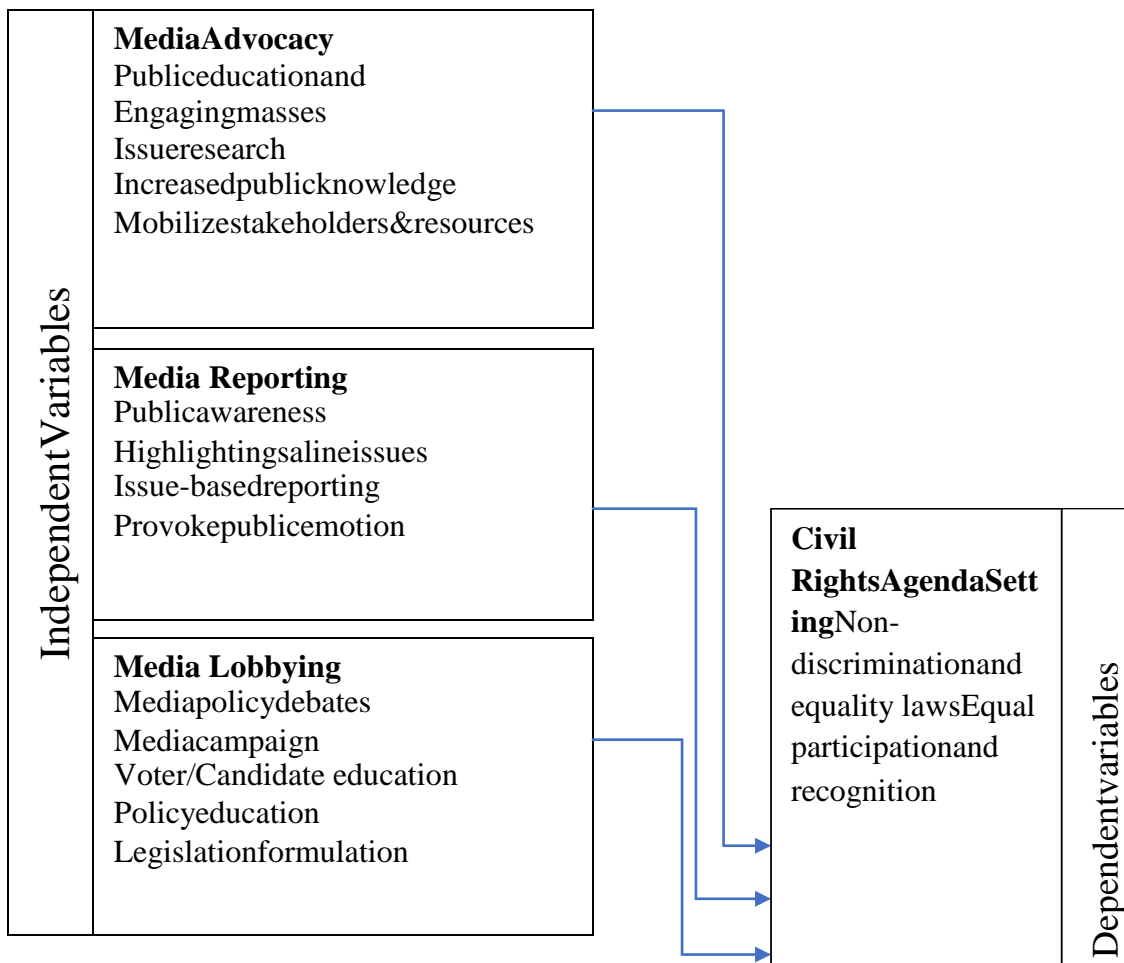 IndependentVariables
MediaAdvocacy
Publiceducationand
Engagingmasses
Issueresearch
Increasedpublicknowledge
Mobilizestakeholders&resources
Media Reporting
Publicawareness
Highlightingsalineissues
Issue-basedreporting
Provokepublicemotion
Media Lobbying
Mediapolicydebates
Mediacampaign
Voter/Candidate education
Policyeducation
Legislationformulation
Civil
RightsAgendaSett
ingNon-
discriminationand
equality lawsEqual
participationand
recognition
Dependentvariables